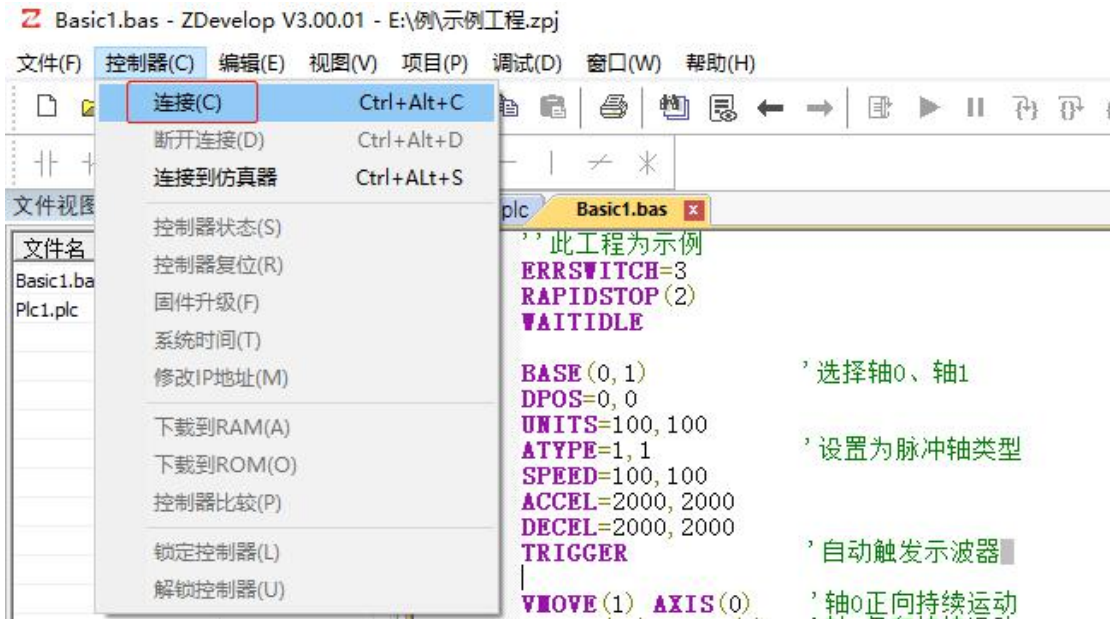 Basic1.bas - ZDevelop V3.00.01 - E:\例\示例工程.zpj
文件(F) 控制器(C) 编辑(E) 视图(V) 项目(P) 调试(D) 窗口(W) 帮助(H)
连接(C) Ctrl+Alt+C
断开连接(D) Ctrl+Alt+D
连接到仿真器 Ctrl+ALt+S
控制器状态(S)
控制器复位(R)
固件升级(F)
系统时间(T)
修改IP地址(M)
下载到RAM(A)
下载到ROM(O)
控制器比较(P)
锁定控制器(L)
解锁控制器(U)
文件视图
文件名
Basic1.ba
Plc1.plc
plc Basic1.bas
''此工程为示例
ERRSWITCH=3
RAPIDSTOP(2)
WAITIDLE
BASE(0,1) '选择轴0、轴1
DPOS=0,0
UNITS=100,100
ATYPE=1,1 '设置为脉冲轴类型
SPEED=100,100
ACCEL=2000,2000
DECEL=2000,2000
TRIGGER '自动触发示波器
VMOVE(1) AXIS(0) '轴0正向持续运动